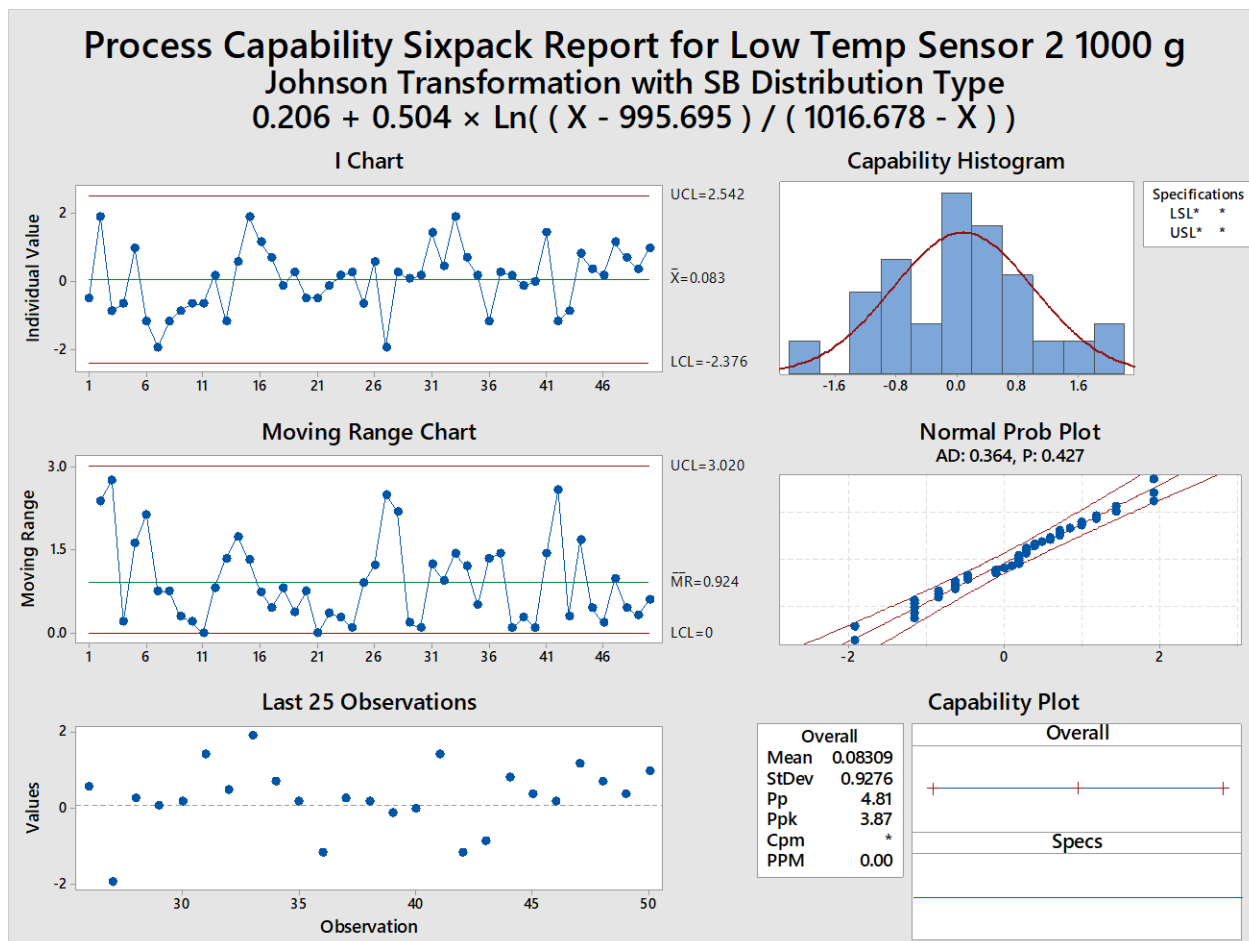 Process Capability Sixpack Report for Low Temp Sensor 2 1000 g
Johnson Transformation with SB Distribution Type
0.206 + 0.504 × Ln( ( X - 995.695 ) / ( 1016.678 - X ) )
I Chart
Individual Value
2
0
-2
1 6 11 16 21 26 31 36 41 46
UCL=2.542
X̄=0.083
LCL=-2.376
Capability Histogram
-1.6 -0.8 0.0 0.8 1.6
Specifications
LSL* *
USL* *
Moving Range Chart
Moving Range
3.0
1.5
0.0
1 6 11 16 21 26 31 36 41 46
UCL=3.020
M̅R̅=0.924
LCL=0
Normal Prob Plot
AD: 0.364, P: 0.427
-2 0 2
Last 25 Observations
Values
2
0
-2
30 35 40 45 50
Observation
Capability Plot
Overall
Mean 0.08309
StDev 0.9276
Pp 4.81
Ppk 3.87
Cpm *
PPM 0.00
Overall
Specs